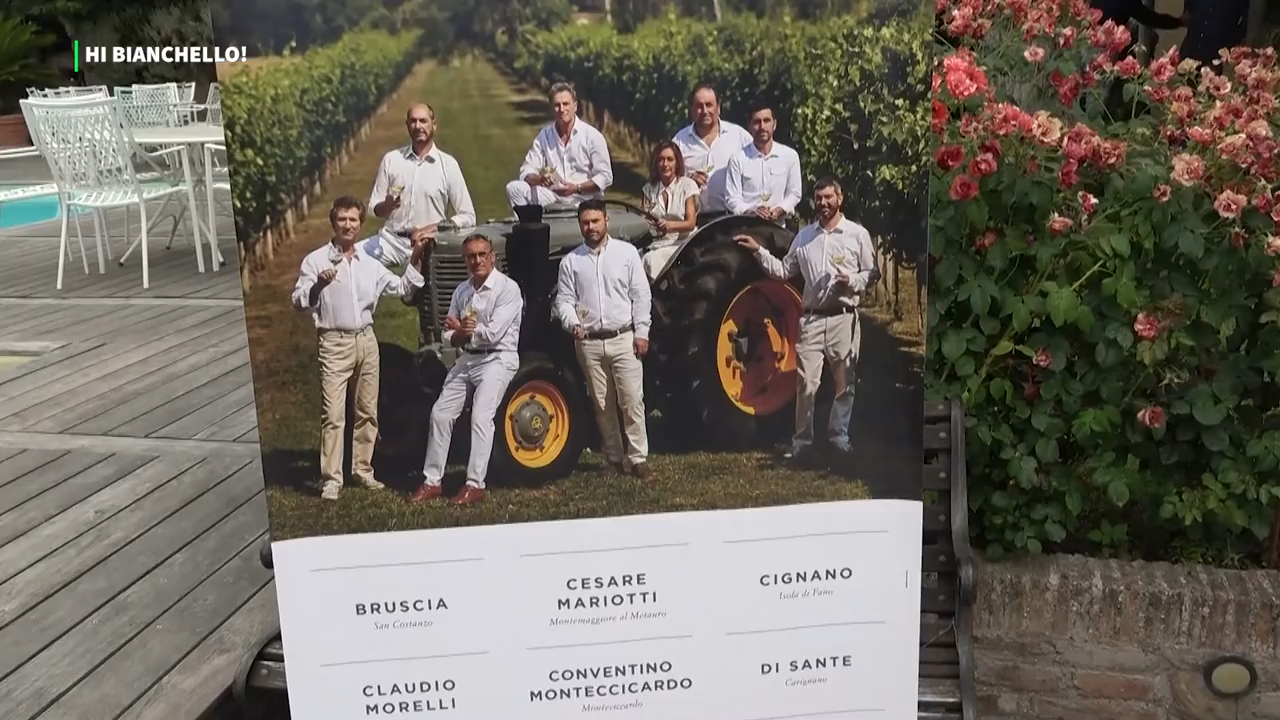 HI BIANCHELLO!
BRUSCIA
San Costanzo
CESARE
MARIOTTI
Montemaggiore al Metauro
CIGNANO
Isola di Fano
CLAUDIO
MORELLI
CONVENTINO
MONTECCICARDO
Monteciccardo
DI SANTE
Carignano